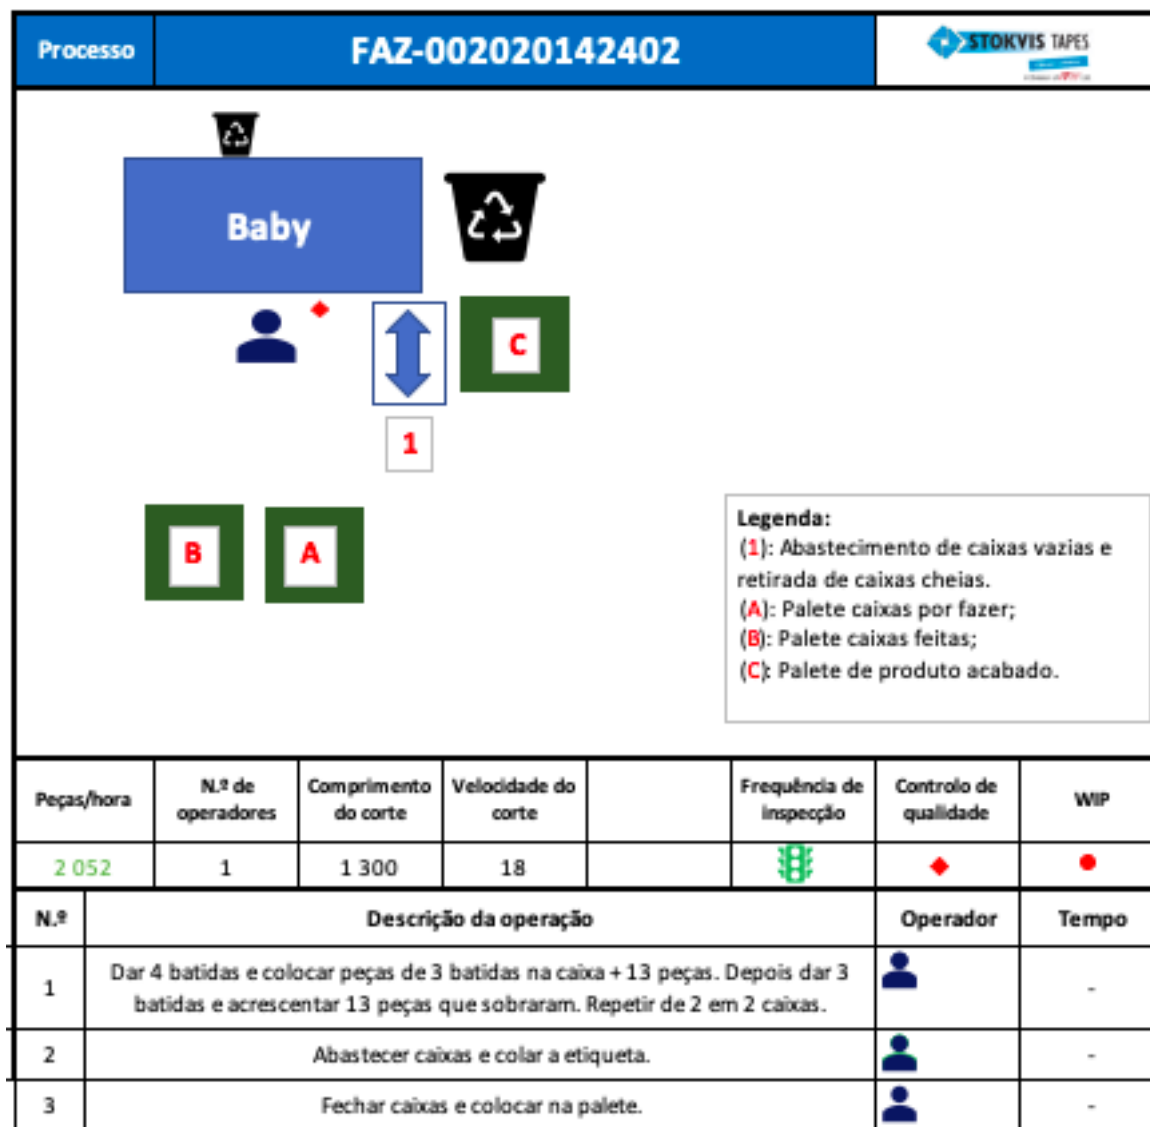 Processo
FAZ-002020142402
STOKVIS TAPES
Baby
C
1
B
A
Legenda:
(1): Abastecimento de caixas vazias e
retirada de caixas cheias.
(A): Palete caixas por fazer;
(B): Palete caixas feitas;
(C): Palete de produto acabado.
Peças/hora
N.º de
operadores
Comprimento
do corte
Velocidade do
corte
Frequência de
inspecção
Controlo de
qualidade
WIP
2 052
1
1 300
18
N.º
Descrição da operação
Operador
Tempo
1
Dar 4 batidas e colocar peças de 3 batidas na caixa + 13 peças. Depois dar 3
batidas e acrescentar 13 peças que sobraram. Repetir de 2 em 2 caixas.
-
2
Abastecer caixas e colar a etiqueta.
-
3
Fechar caixas e colocar na palete.
-